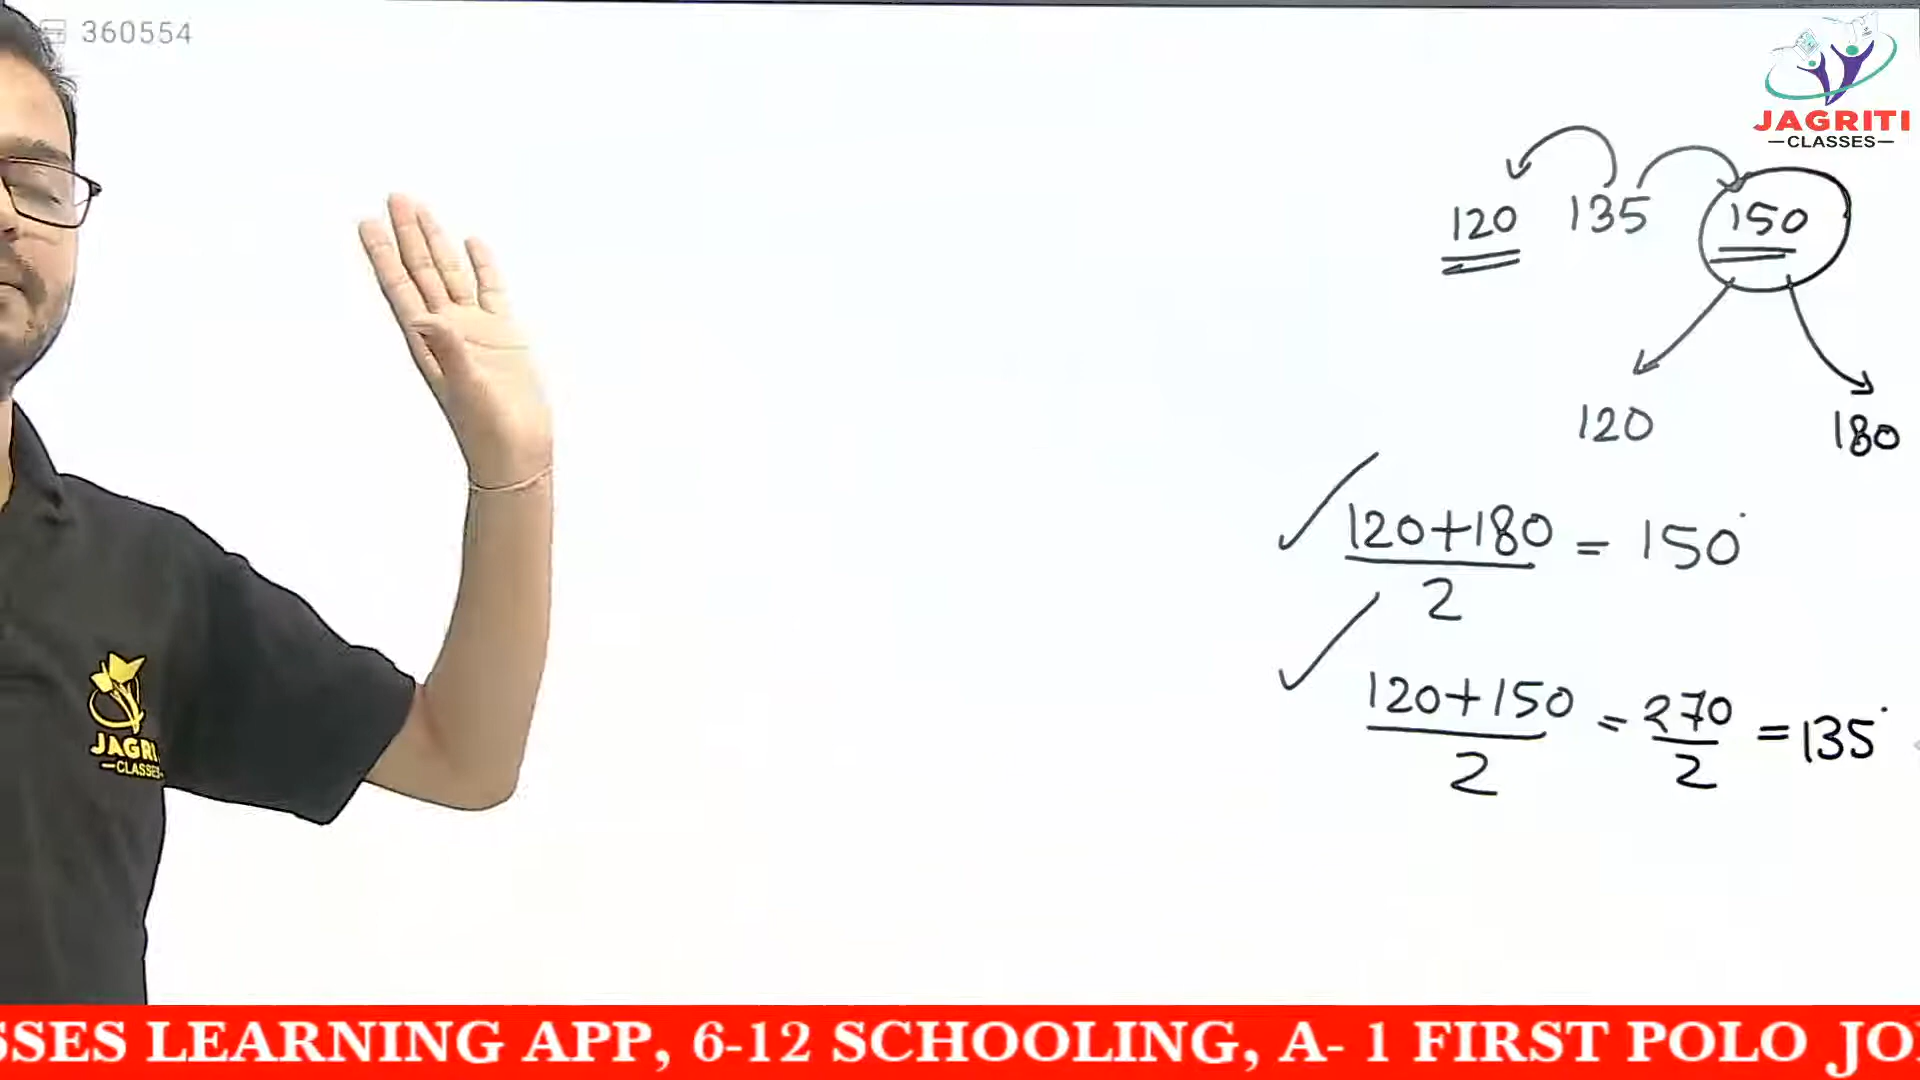 360554
JAGRITI
CLASSES
120 135 150
120 180
120+180 = 150°
2
120+150 = 270 = 135°
2 2
JAGRI
CLASSES
SSES LEARNING APP, 6-12 SCHOOLING, A- 1 FIRST POLO JO